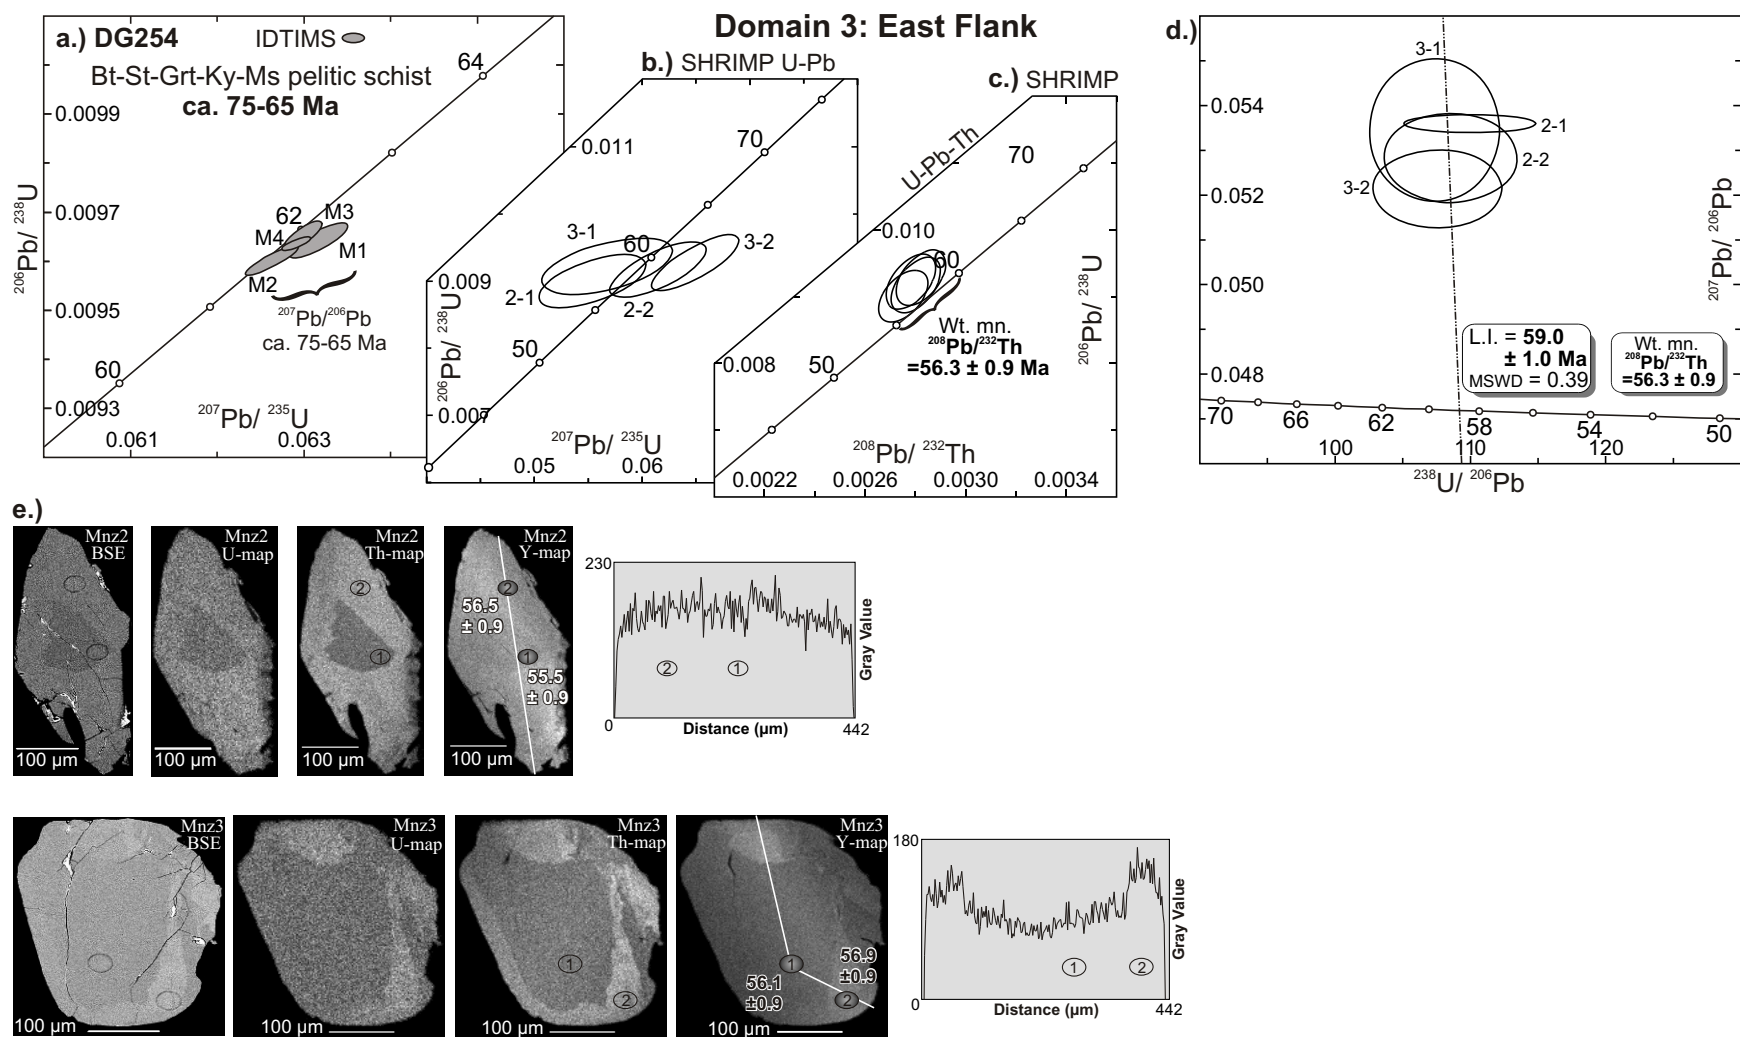 Domain 3: East Flank
a.) DG254
IDTIMS
Bt-St-Grt-Ky-Ms pelitic schist
ca. 75-65 Ma
64
62
60
M3
M4
M1
M2
207Pb/206Pb
ca. 75-65 Ma
0.0099
0.0097
0.0095
0.0093
206Pb/ 238U
207Pb/ 235U
0.061
0.063
b.) SHRIMP U-Pb
0.011
0.009
0.007
206Pb/ 238U
70
60
50
3-1
3-2
2-1
2-2
207Pb/ 235U
0.05
0.06
c.) SHRIMP
U-Pb-Th
70
60
50
0.010
0.008
206Pb/ 238U
Wt. mn.
208Pb/232Th
=56.3 ± 0.9 Ma
208Pb/ 232Th
0.0022
0.0026
0.0030
0.0034
d.)
3-1
2-1
2-2
3-2
0.054
0.052
0.050
0.048
207Pb/ 206Pb
L.I. = 59.0
± 1.0 Ma
MSWD = 0.39
Wt. mn.
208Pb/232Th
=56.3 ± 0.9
70
66
62
58
54
50
100
110
120
238U/ 206Pb
e.)
Mnz2
BSE
100 µm
Mnz2
U-map
100 µm
Mnz2
Th-map
2
1
100 µm
Mnz2
Y-map
2
56.5
± 0.9
1
55.5
± 0.9
100 µm
230
2
1
0
Distance (µm)
442
Gray Value
Mnz3
BSE
100 µm
Mnz3
U-map
100 µm
Mnz3
Th-map
1
2
100 µm
Mnz3
Y-map
1
56.1
±0.9
56.9
±0.9
2
100 µm
180
1
2
0
Distance (µm)
442
Gray Value